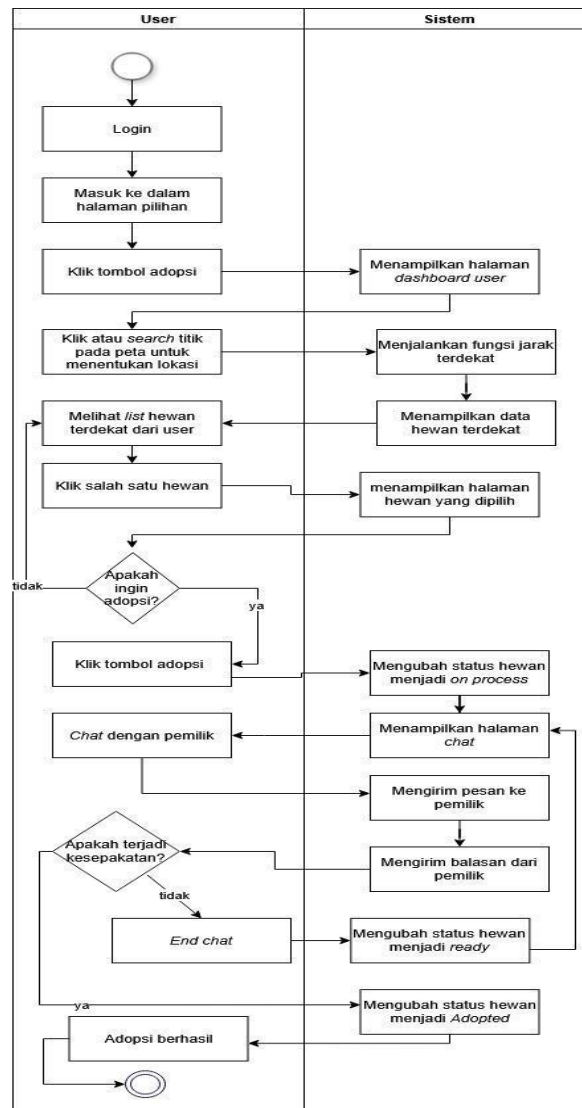 User
Sistem
Login
Masuk ke dalam
halaman pilihan
Klik tombol adopsi
Menampilkan halaman
dashboard user
Klik atau search titik
pada peta untuk
menentukan lokasi
Menjalankan fungsi jarak
terdekat
Melihat list hewan
terdekat dari user
Menampilkan data
hewan terdekat
Klik salah satu hewan
menampilkan halaman
hewan yang dipilih
Apakah
ingin
adopsi?
tidak
ya
Klik tombol adopsi
Mengubah status hewan
menjadi on process
Chat dengan pemilik
Menampilkan halaman
chat
Mengirim pesan ke
pemilik
Apakah terjadi
kesepakatan?
Mengirim balasan dari
pemilik
tidak
End chat
Mengubah status hewan
menjadi ready
ya
Mengubah status hewan
menjadi Adopted
Adopsi berhasil